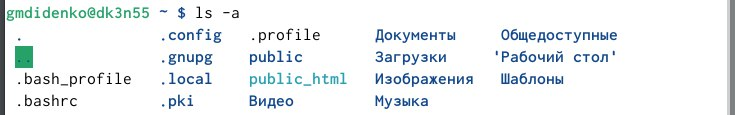 gmdidenko@dk3n55 ~ $ ls -a
. .config .profile Документы Общедоступные
.. .gnupg public Загрузки 'Рабочий стол'
.bash_profile .local public_html Изображения Шаблоны
.bashrc .pki Видео Музыка